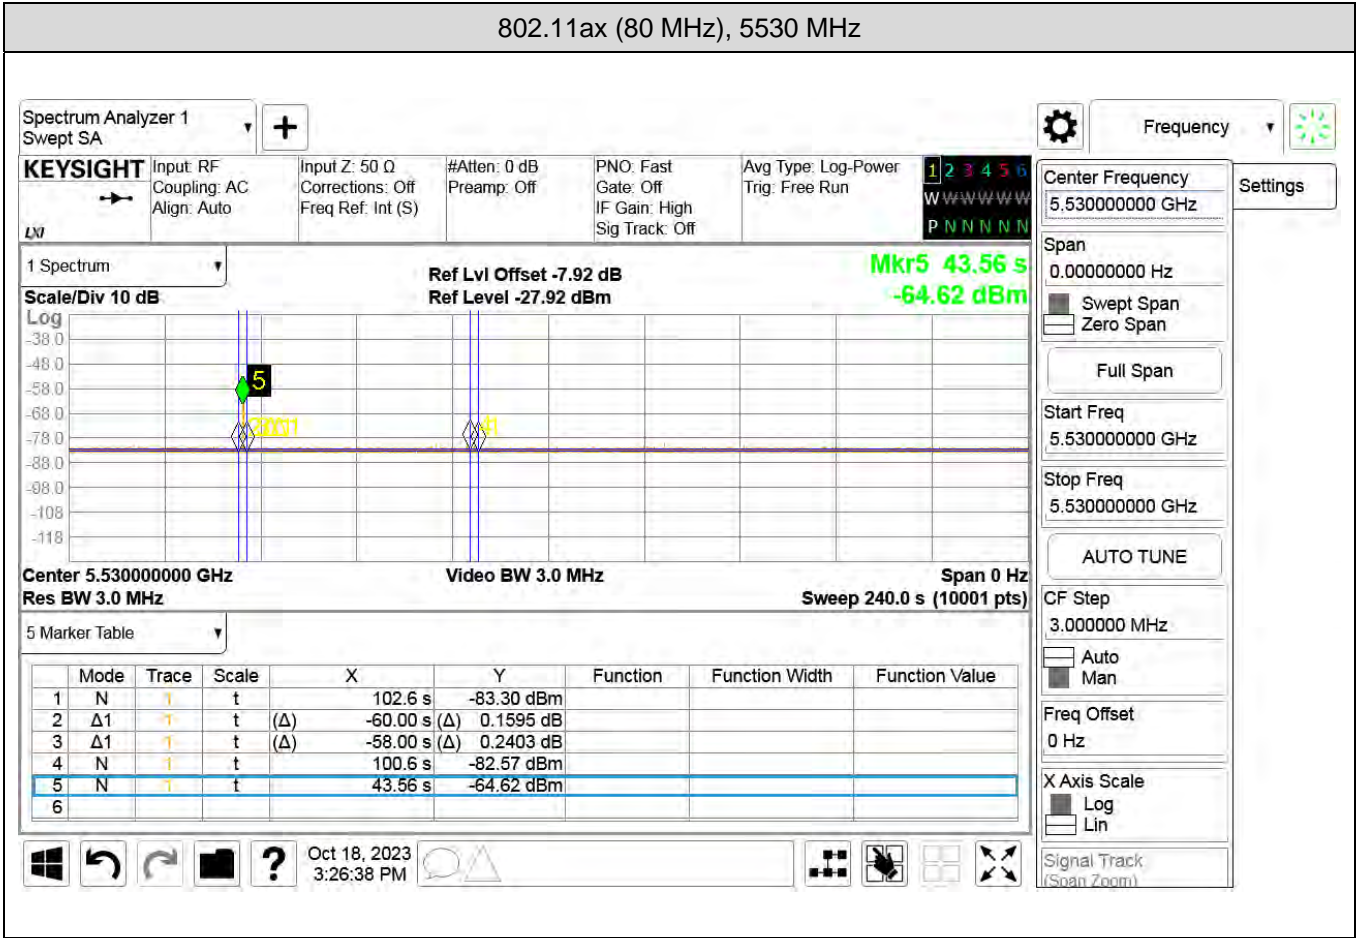 802.11ax (80 MHz), 5530 MHz
Spectrum Analyzer 1
Swept SA
Frequency
KEYSIGHT
LXI
Input: RF
Coupling: AC
Align: Auto
Input Z: 50 Ω
Corrections: Off
Freq Ref: Int (S)
#Atten: 0 dB
Preamp: Off
PNO: Fast
Gate: Off
IF Gain: High
Sig Track: Off
Avg Type: Log-Power
Trig: Free Run
1 2 3 4 5 6
W W W W W W
P N N N N N
Settings
1 Spectrum
Scale/Div 10 dB
Ref Lvl Offset -7.92 dB
Ref Level -27.92 dBm
Mkr5 43.56 s
-64.62 dBm
Log
-38.0
-48.0
-58.0
-68.0
-78.0
-88.0
-98.0
-108
-118
5
Center 5.530000000 GHz
Res BW 3.0 MHz
Video BW 3.0 MHz
Span 0 Hz
Sweep 240.0 s (10001 pts)
5 Marker Table
Mode Trace Scale X Y Function Function Width Function Value
1 N 1 t 102.6 s -83.30 dBm
2 Δ1 1 t (Δ) -60.00 s (Δ) 0.1595 dB
3 Δ1 1 t (Δ) -58.00 s (Δ) 0.2403 dB
4 N 1 t 100.6 s -82.57 dBm
5 N 1 t 43.56 s -64.62 dBm
6
Oct 18, 2023
3:26:38 PM
Center Frequency
5.530000000 GHz
Span
0.00000000 Hz
Swept Span
Zero Span
Full Span
Start Freq
5.530000000 GHz
Stop Freq
5.530000000 GHz
AUTO TUNE
CF Step
3.000000 MHz
Auto
Man
Freq Offset
0 Hz
X Axis Scale
Log
Lin
Signal Track
(Span Zoom)